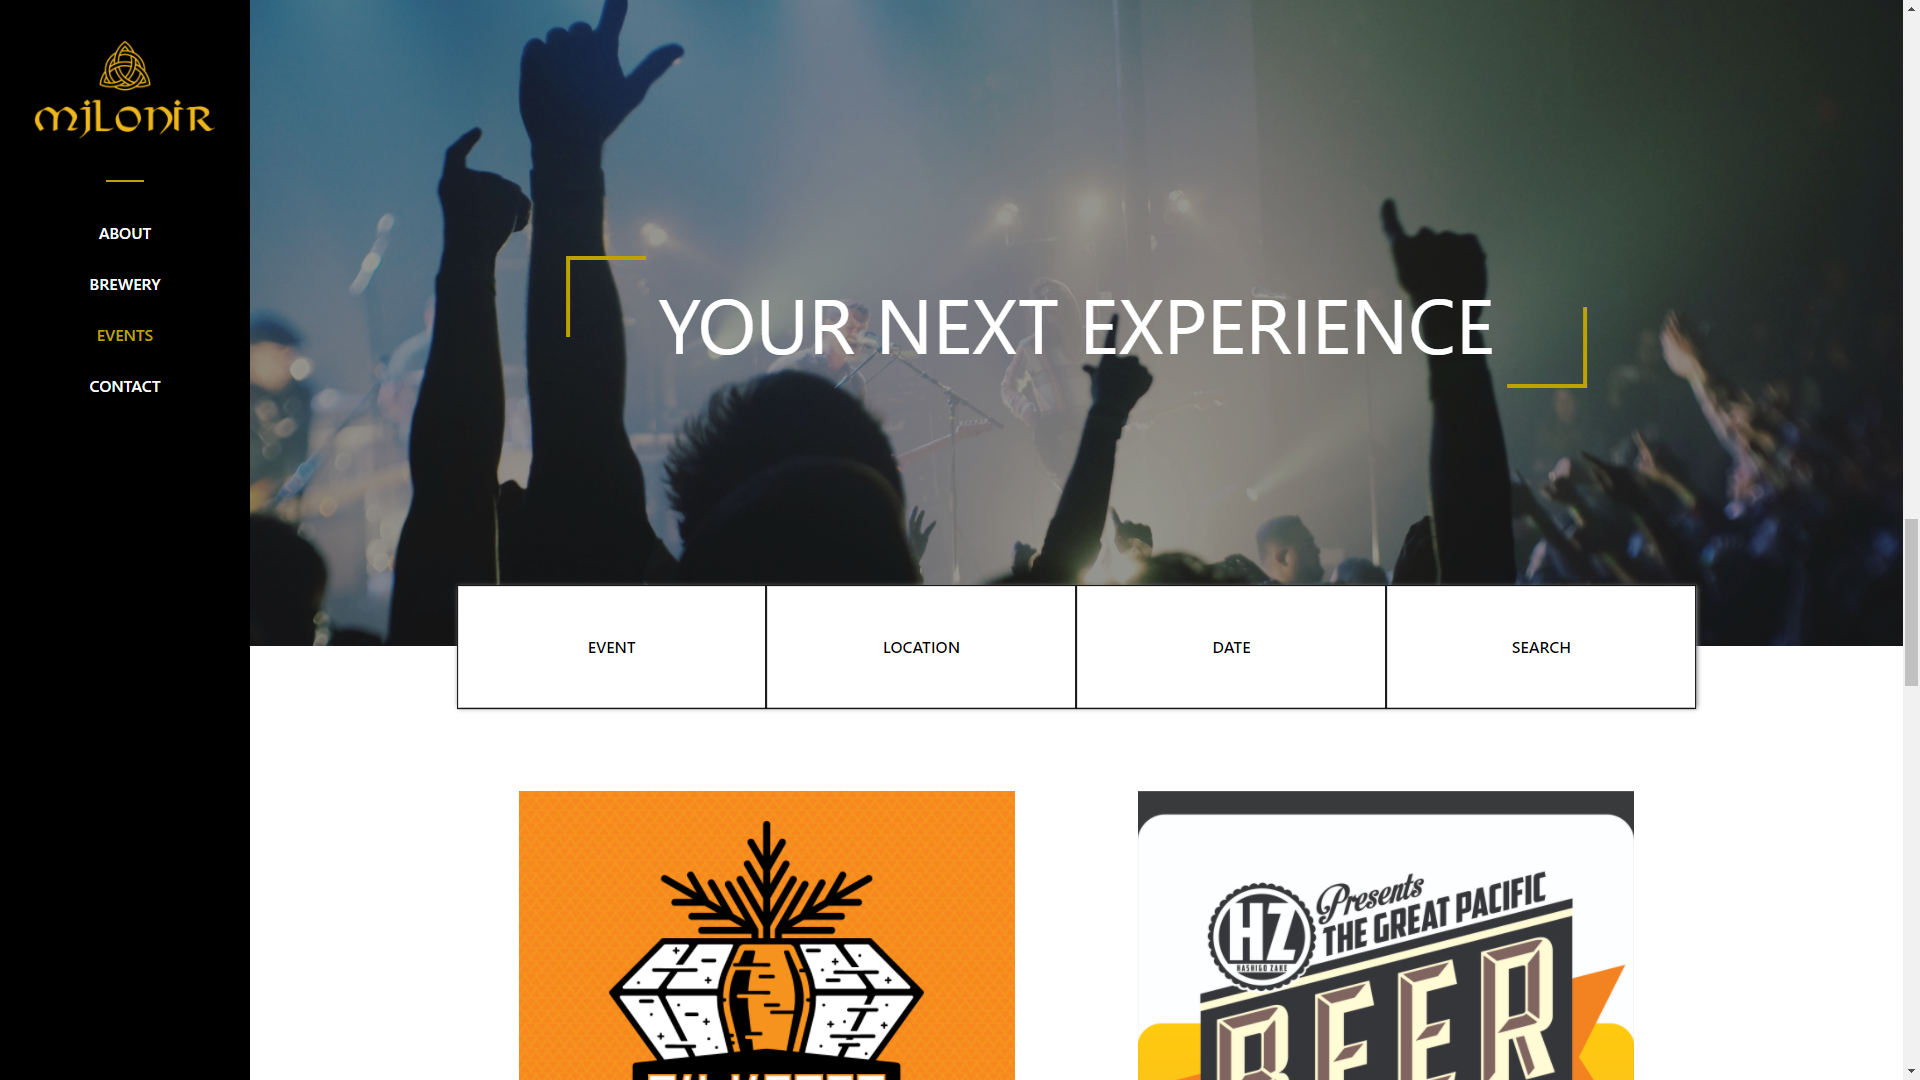 MJLONIR
ABOUT
BREWERY
EVENTS
CONTACT
YOUR NEXT EXPERIENCE
EVENT
LOCATION
DATE
SEARCH
HZ
HASHIGO ZAKE
Presents
THE GREAT PACIFIC
BEER